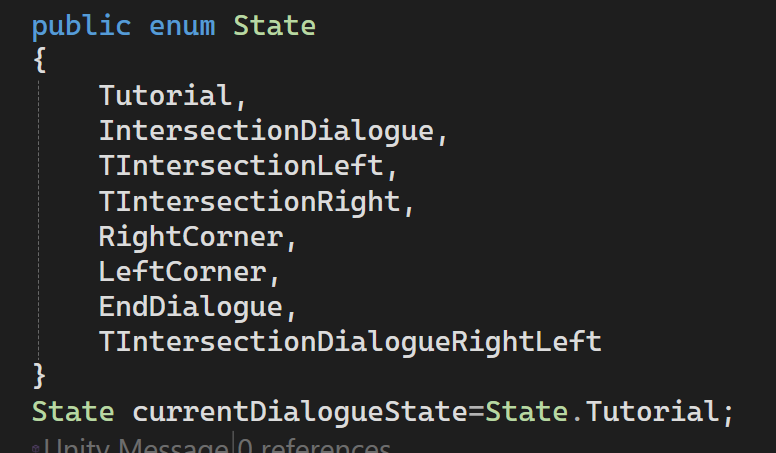 public enum State
{
Tutorial,
IntersectionDialogue,
TIntersectionLeft,
TIntersectionRight,
RightCorner,
LeftCorner,
EndDialogue,
TIntersectionDialogueRightLeft
}
State currentDialogueState=State.Tutorial;
Unity Message|0 references